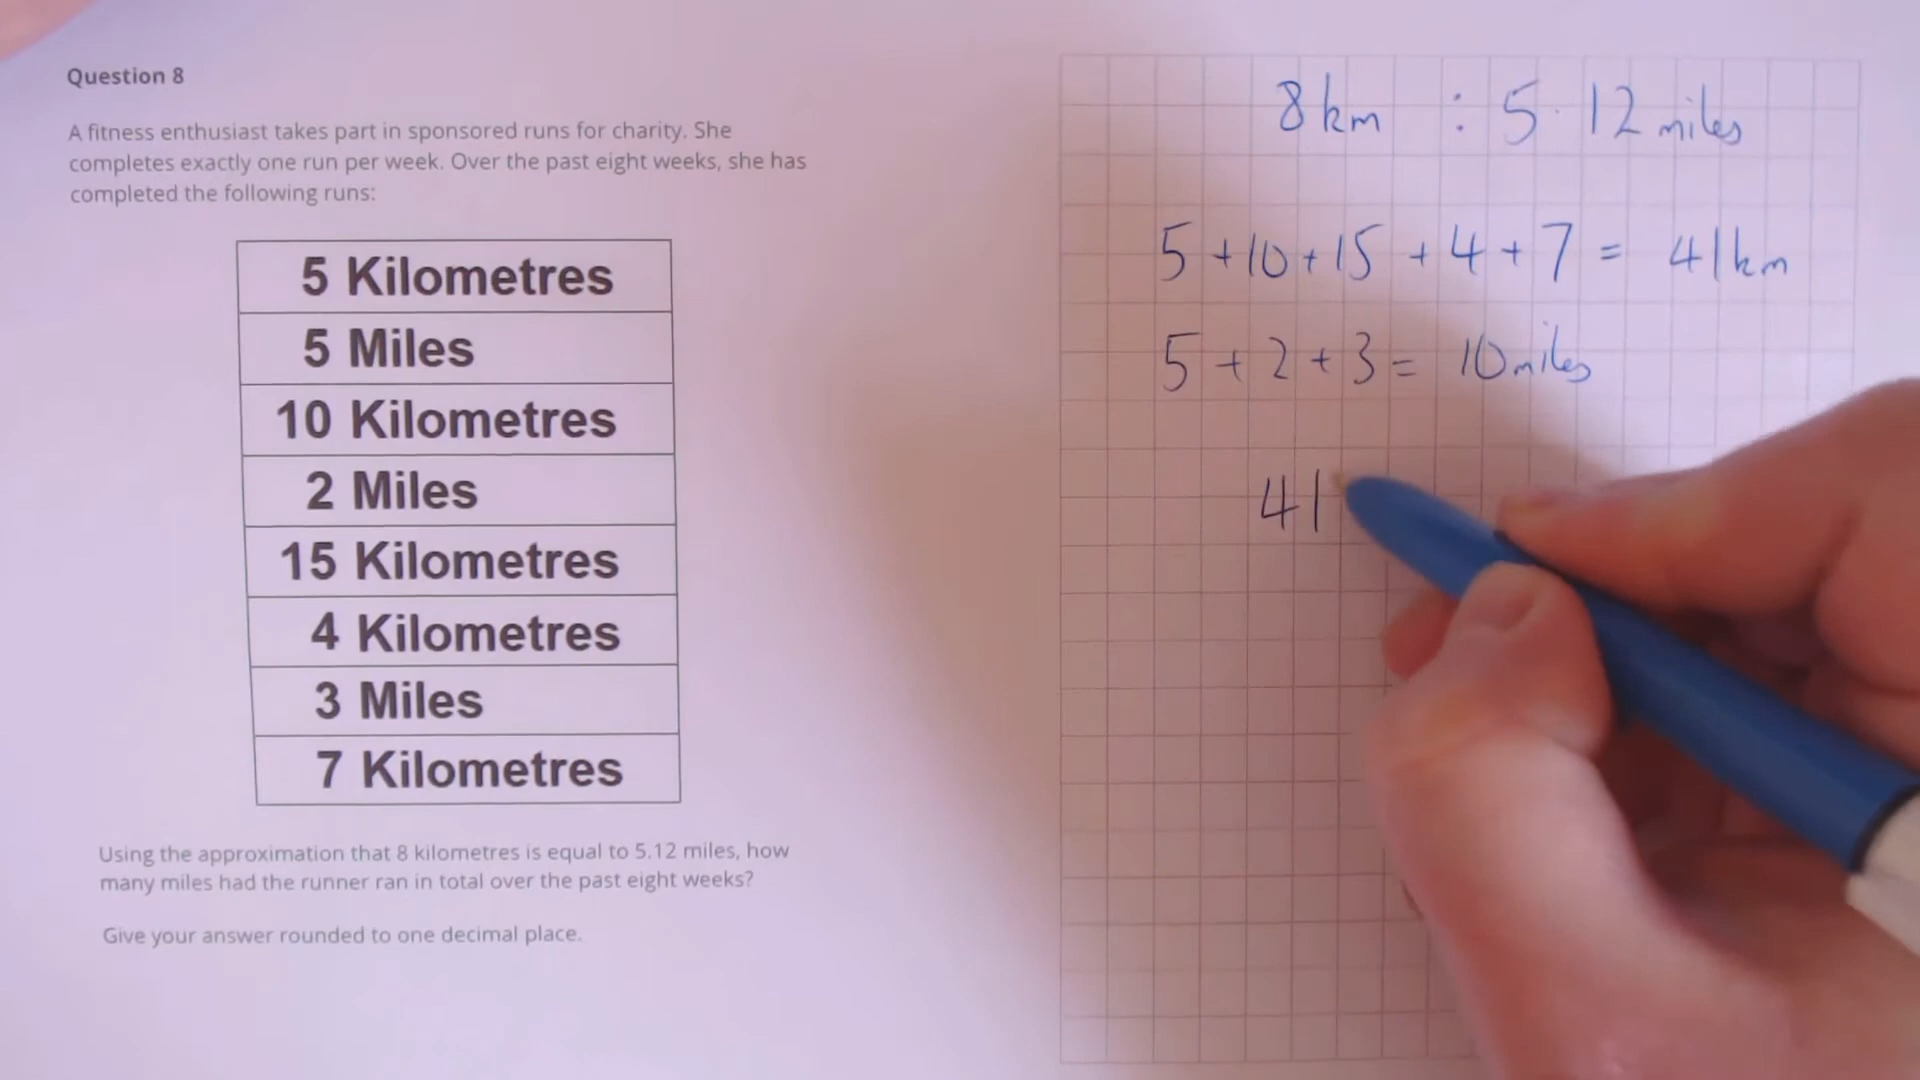 Question 8
A fitness enthusiast takes part in sponsored runs for charity. She
completes exactly one run per week. Over the past eight weeks, she has
completed the following runs:
5 Kilometres
5 Miles
10 Kilometres
2 Miles
15 Kilometres
4 Kilometres
3 Miles
7 Kilometres
Using the approximation that 8 kilometres is equal to 5.12 miles, how
many miles had the runner ran in total over the past eight weeks?
Give your answer rounded to one decimal place.
8km : 5.12 miles
5 + 10 + 15 + 4 + 7 = 41km
5 + 2 + 3 = 10 miles
41